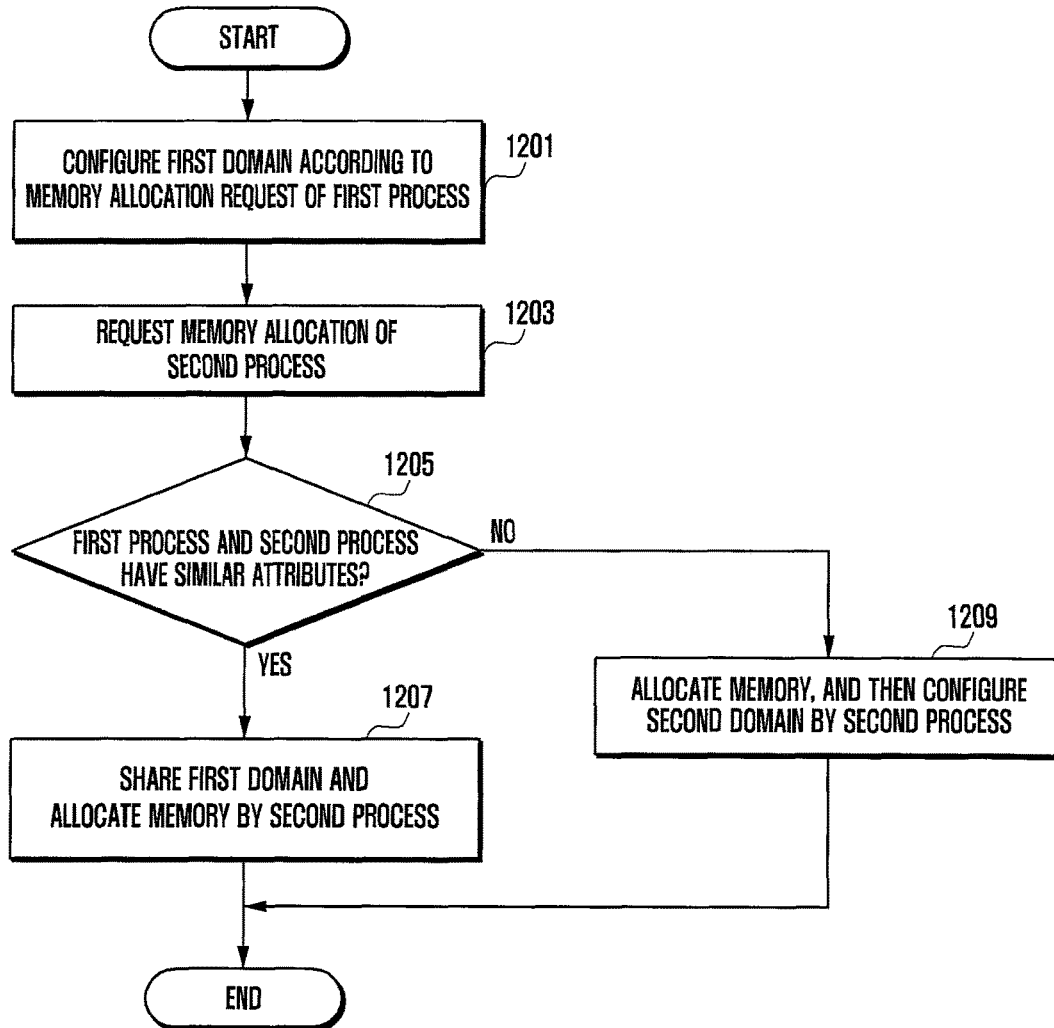 START
1201
CONFIGURE FIRST DOMAIN ACCORDING TO
MEMORY ALLOCATION REQUEST OF FIRST PROCESS
1203
REQUEST MEMORY ALLOCATION OF
SECOND PROCESS
1205
FIRST PROCESS AND SECOND PROCESS
HAVE SIMILAR ATTRIBUTES?
NO
YES
1207
SHARE FIRST DOMAIN AND
ALLOCATE MEMORY BY SECOND PROCESS
1209
ALLOCATE MEMORY, AND THEN CONFIGURE
SECOND DOMAIN BY SECOND PROCESS
END